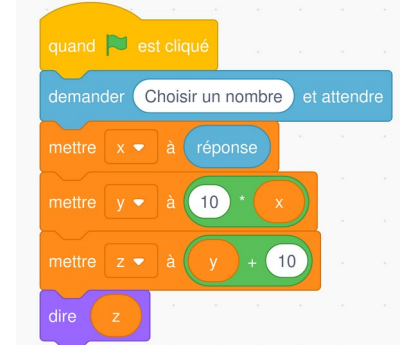 quand est cliqué
demander Choisir un nombre et attendre
mettre x à réponse
mettre y à 10 * x
mettre z à y + 10
dire z